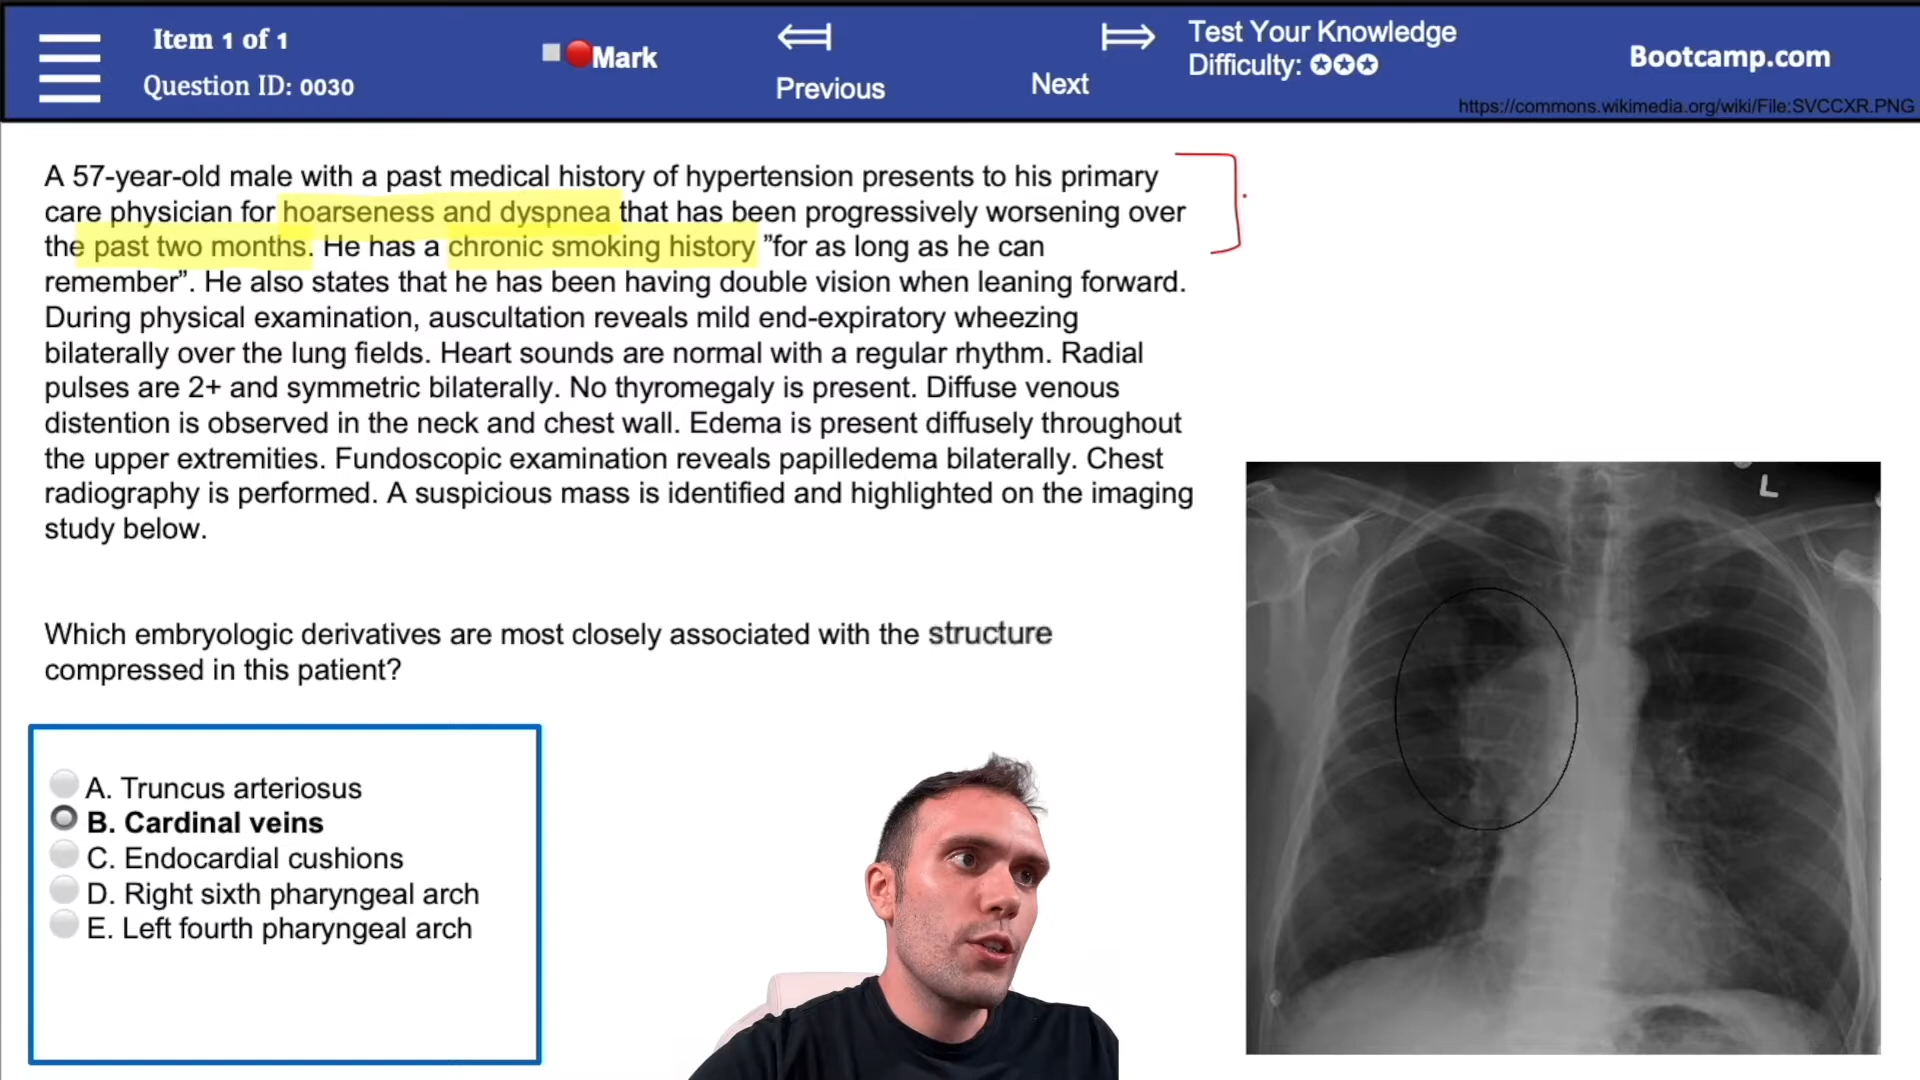 Item 1 of 1
Question ID: 0030
Mark
Previous
Next
Test Your Knowledge
Difficulty: ✪✪✪
Bootcamp.com
https://commons.wikimedia.org/wiki/File:SVCCXR.PNG
A 57-year-old male with a past medical history of hypertension presents to his primary
care physician for hoarseness and dyspnea that has been progressively worsening over
the past two months. He has a chronic smoking history ”for as long as he can
remember”. He also states that he has been having double vision when leaning forward.
During physical examination, auscultation reveals mild end-expiratory wheezing
bilaterally over the lung fields. Heart sounds are normal with a regular rhythm. Radial
pulses are 2+ and symmetric bilaterally. No thyromegaly is present. Diffuse venous
distention is observed in the neck and chest wall. Edema is present diffusely throughout
the upper extremities. Fundoscopic examination reveals papilledema bilaterally. Chest
radiography is performed. A suspicious mass is identified and highlighted on the imaging
study below.
Which embryologic derivatives are most closely associated with the structure
compressed in this patient?
A. Truncus arteriosus
B. Cardinal veins
C. Endocardial cushions
D. Right sixth pharyngeal arch
E. Left fourth pharyngeal arch
L